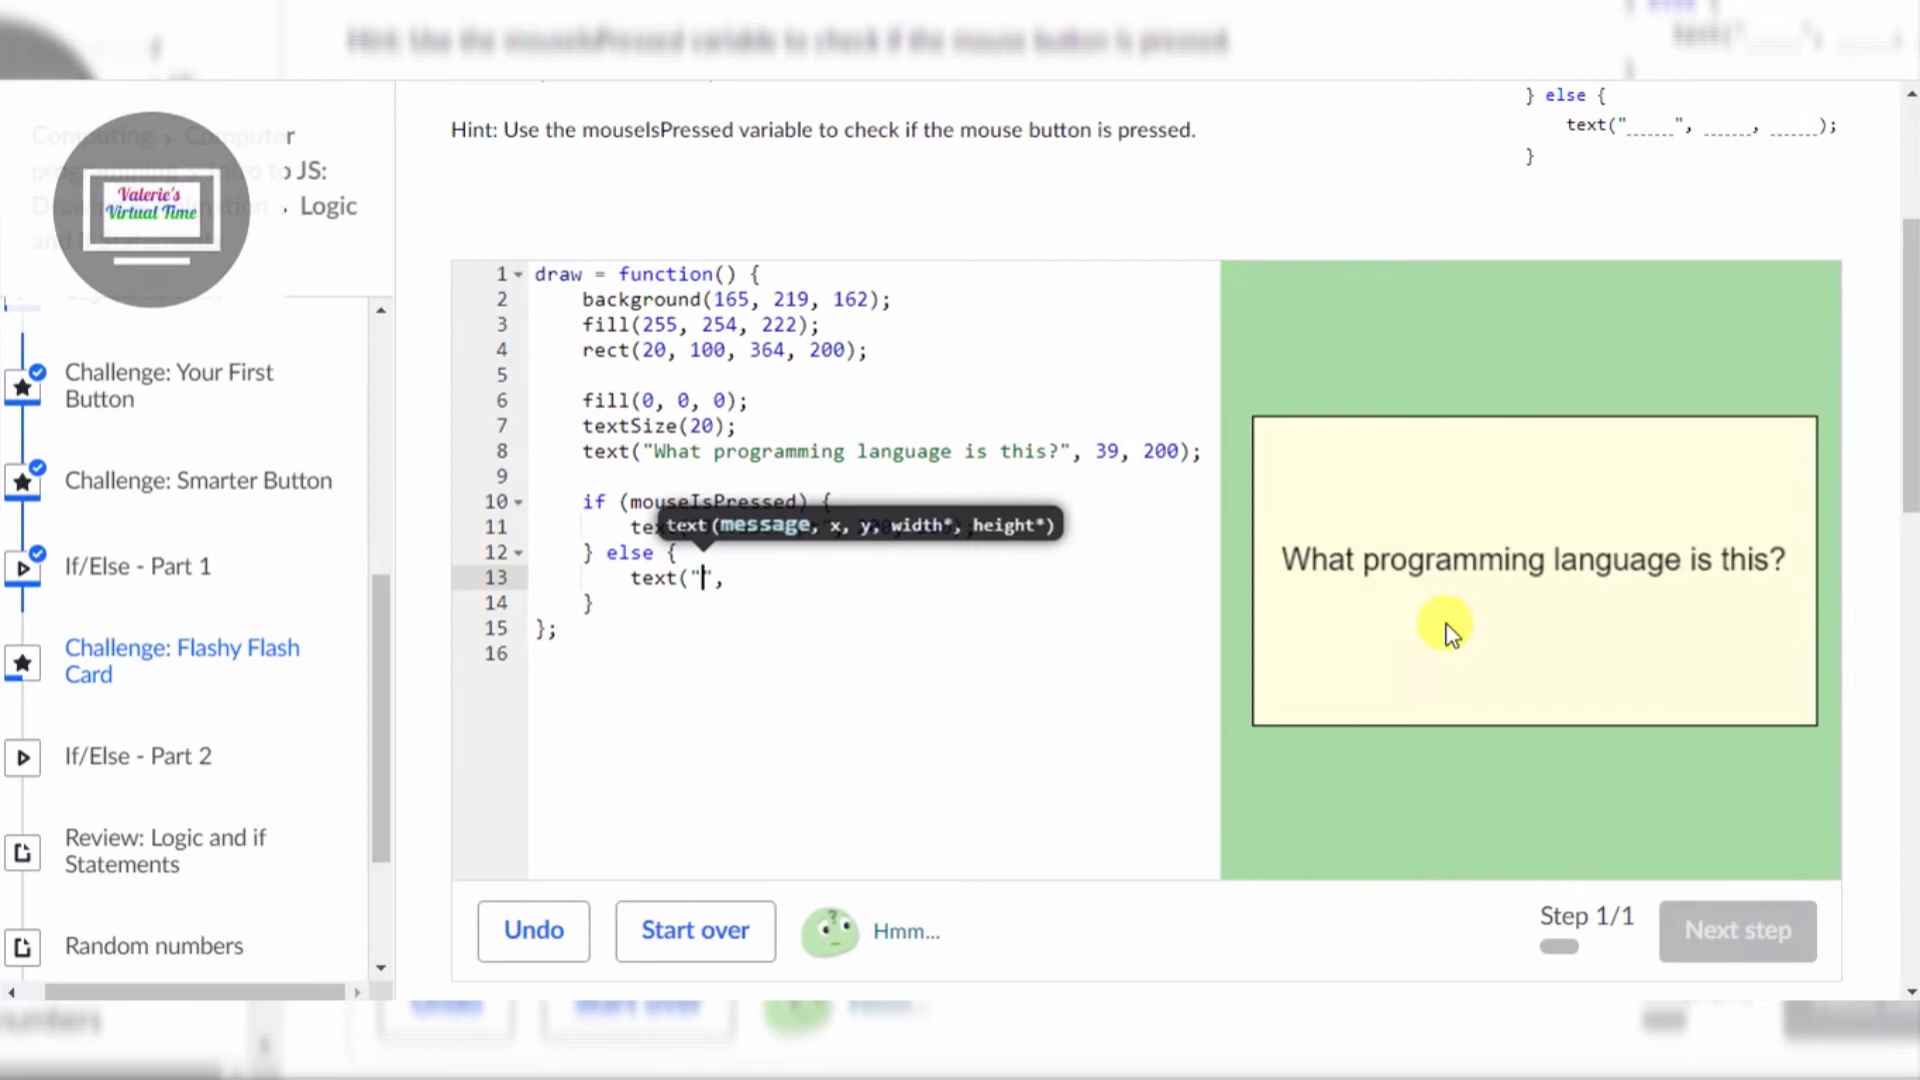 Hint: Use the mouseIsPressed variable to check if the mouse button is pressed.
} else {
text("______", ______, ______);
}
Computing › Computer
JS:
Logic
Valerie's
Virtual Time
Challenge: Your First
Button
Challenge: Smarter Button
If/Else - Part 1
Challenge: Flashy Flash
Card
If/Else - Part 2
Review: Logic and if
Statements
Random numbers
1 draw = function() {
2 background(165, 219, 162);
3 fill(255, 254, 222);
4 rect(20, 100, 364, 200);
5
6 fill(0, 0, 0);
7 textSize(20);
8 text("What programming language is this?", 39, 200);
9
10 if (mouseIsPressed) {
text(message, x, y, width*, height*)
11 te
12 } else {
13 text("",
14 }
15 };
16
What programming language is this?
Undo
Start over
Hmm...
Step 1/1
Next step